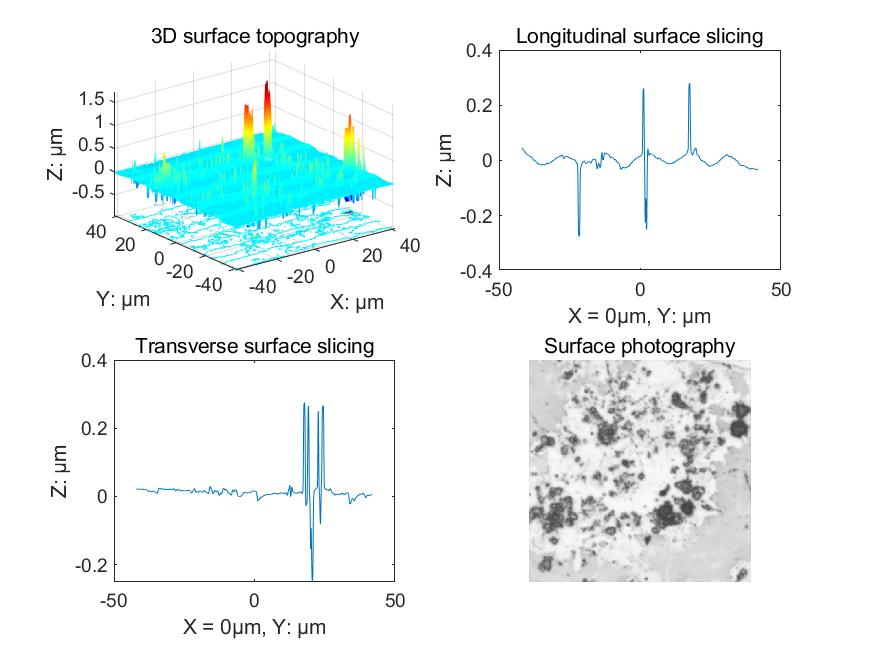 3D surface topography
1.5
1
0.5
0
-0.5
Z: µm
40
20
0
-20
-40
Y: µm
-40
-20
0
20
40
X: µm
Longitudinal surface slicing
0.4
0.2
0
-0.2
-0.4
Z: µm
-50
0
50
X = 0µm, Y: µm
Transverse surface slicing
0.4
0.2
0
-0.2
Z: µm
-50
0
50
X = 0µm, Y: µm
Surface photography